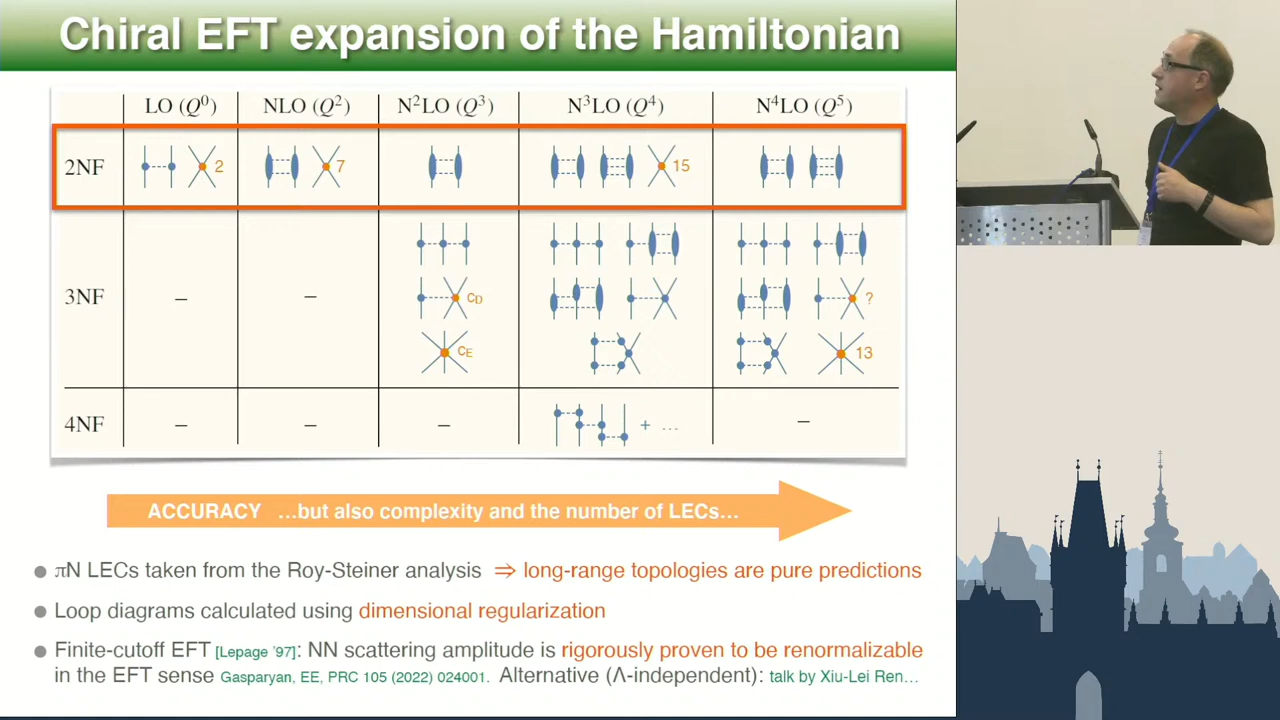 Chiral EFT expansion of the Hamiltonian
LO (Q⁰) NLO (Q²) N²LO (Q³) N³LO (Q⁴) N⁴LO (Q⁵)
2NF 2 7 15
3NF – –
c_D ?
c_E 13
4NF – – – + ... –
ACCURACY ...but also complexity and the number of LECs...
● πN LECs taken from the Roy-Steiner analysis ⇒ long-range topologies are pure predictions
● Loop diagrams calculated using dimensional regularization
● Finite-cutoff EFT [Lepage '97]: NN scattering amplitude is rigorously proven to be renormalizable
in the EFT sense Gasparyan, EE, PRC 105 (2022) 024001. Alternative (Λ-independent): talk by Xiu-Lei Ren...